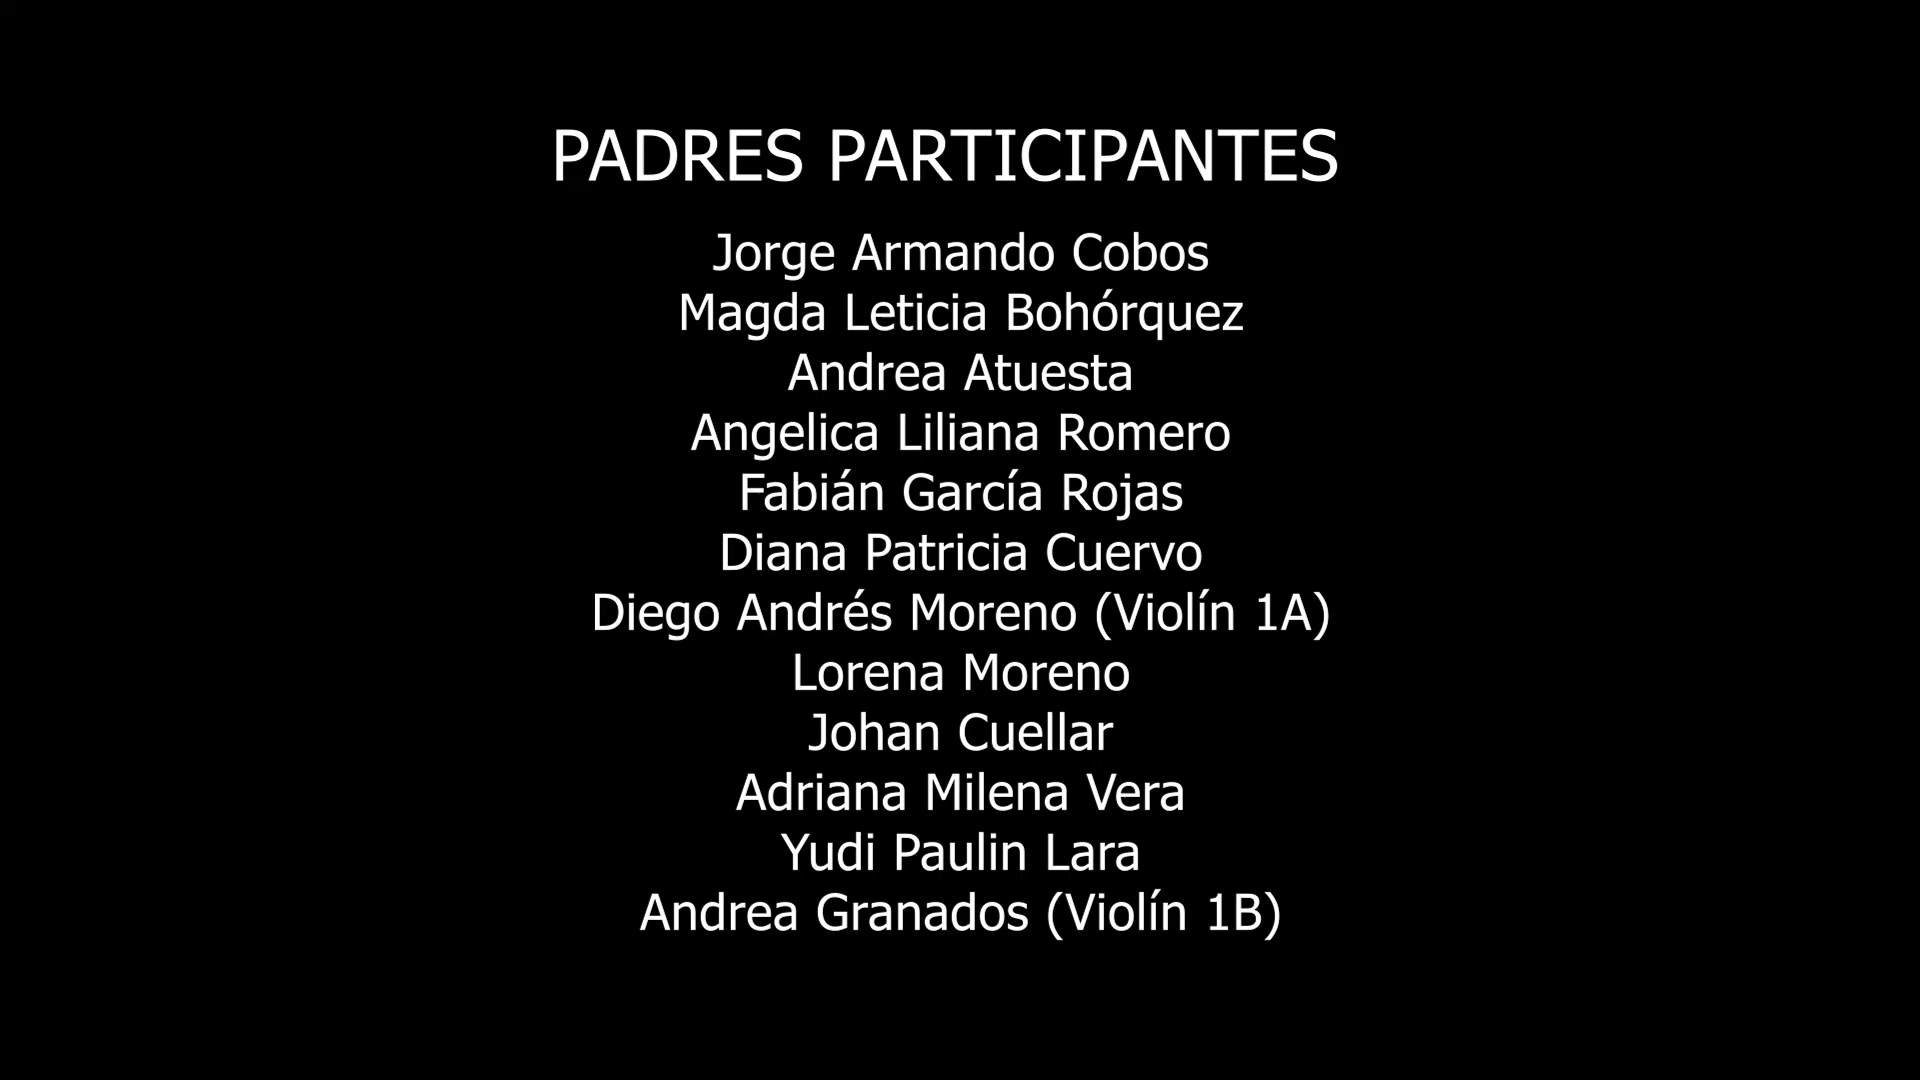 PADRES PARTICIPANTES
Jorge Armando Cobos
Magda Leticia Bohórquez
Andrea Atuesta
Angelica Liliana Romero
Fabián García Rojas
Diana Patricia Cuervo
Diego Andrés Moreno (Violín 1A)
Lorena Moreno
Johan Cuellar
Adriana Milena Vera
Yudi Paulin Lara
Andrea Granados (Violín 1B)